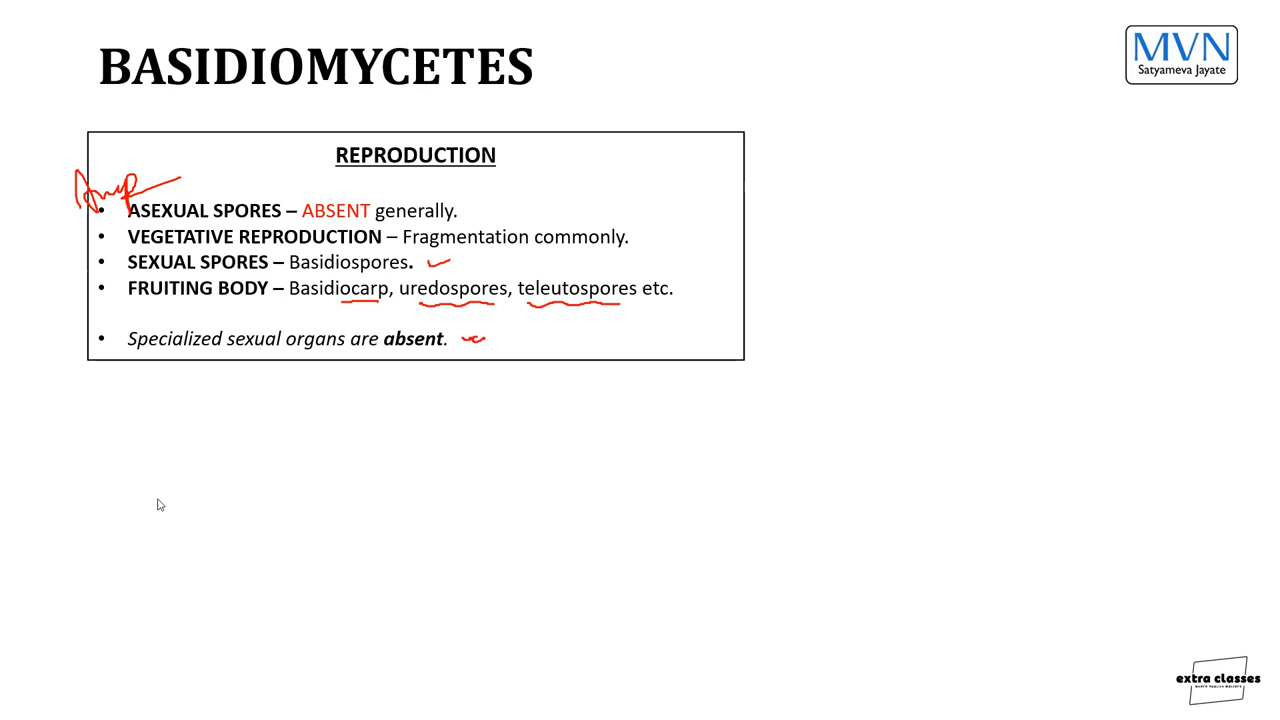 BASIDIOMYCETES
MVN
Satyameva Jayate
REPRODUCTION
• ASEXUAL SPORES – ABSENT generally.
• VEGETATIVE REPRODUCTION – Fragmentation commonly.
• SEXUAL SPORES – Basidiospores.
• FRUITING BODY – Basidiocarp, uredospores, teleutospores etc.
• Specialized sexual organs are absent.
extra classes